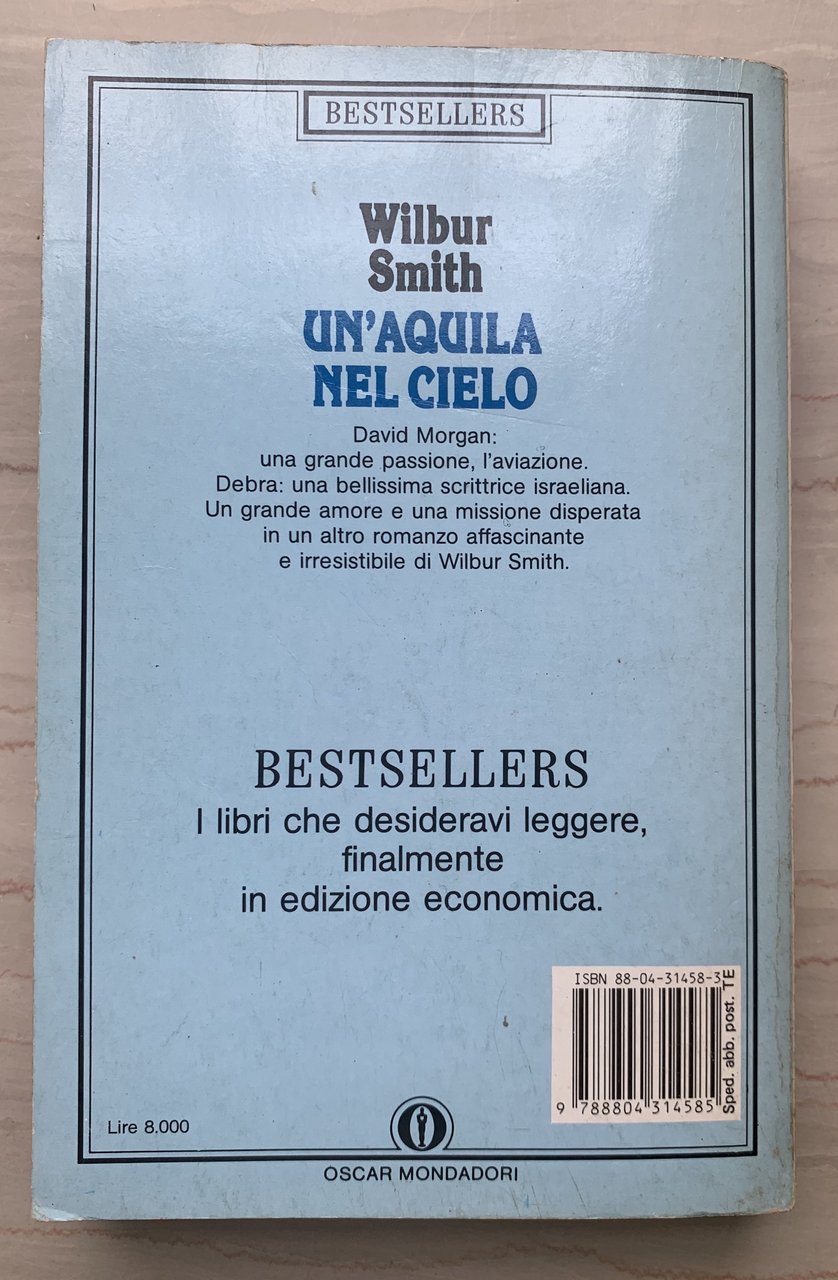 BESTSELLERS
Wilbur
Smith
UN'AQUILA
NEL CIELO
David Morgan:
una grande passione, l'aviazione.
Debra: una bellissima scrittrice israeliana.
Un grande amore e una missione disperata
in un altro romanzo affascinante
e irresistibile di Wilbur Smith.
BESTSELLERS
I libri che desideravi leggere,
finalmente
in edizione economica.
ISBN 88-04-31458-3
Sped. abb. post. TE
9 788804 314585
Lire 8.000
OSCAR MONDADORI